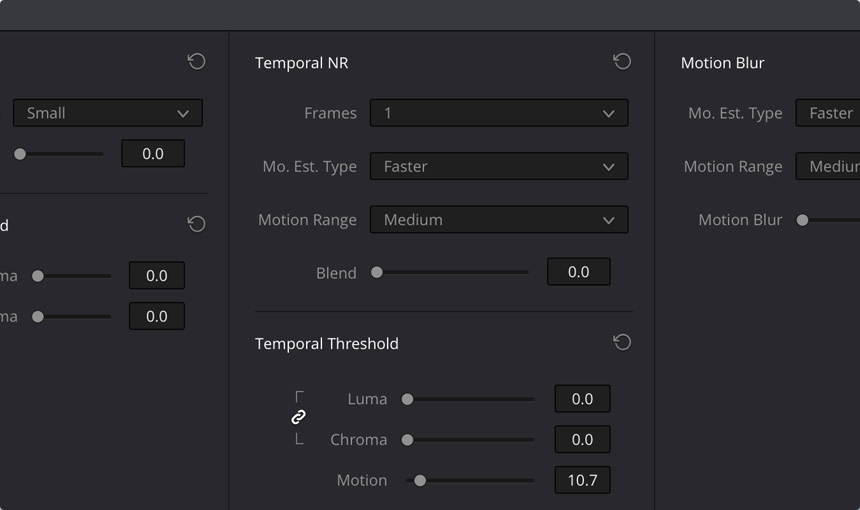 Small
0.0
d
ma 0.0
ma 0.0
Temporal NR
Frames 1
Mo. Est. Type Faster
Motion Range Medium
Blend 0.0
Temporal Threshold
Luma 0.0
Chroma 0.0
Motion 10.7
Motion Blur
Mo. Est. Type Faster
Motion Range Mediu
Motion Blur